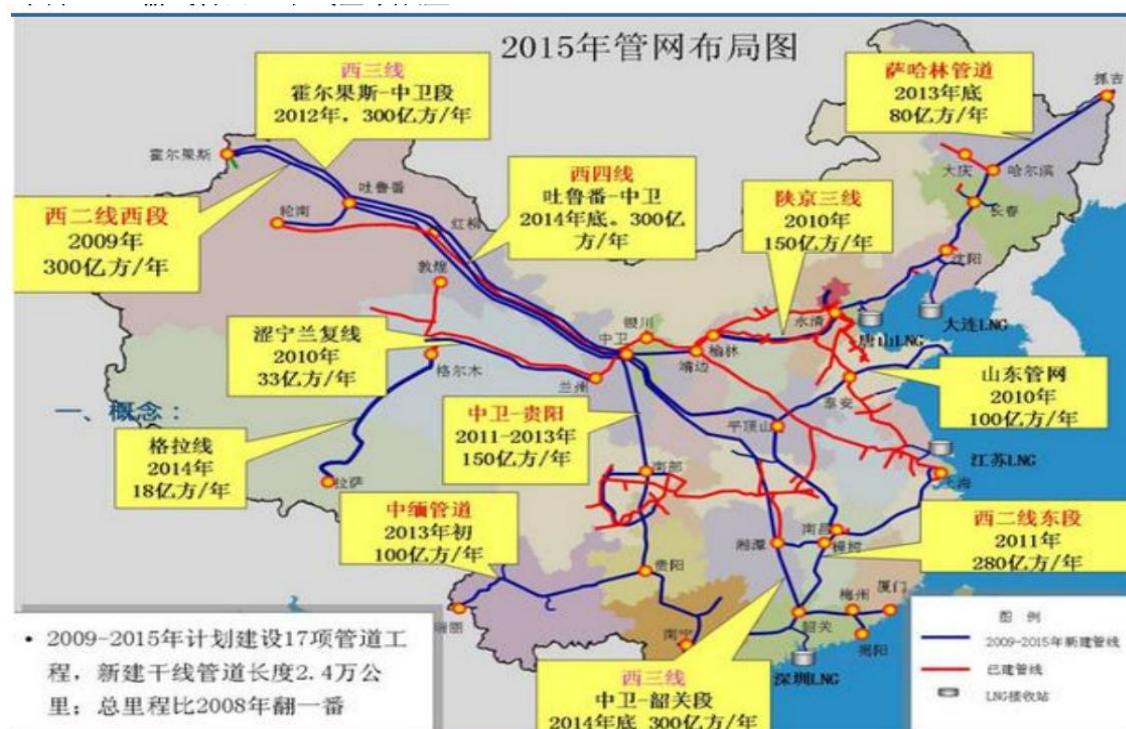 2015年管网布局图
西三线
霍尔果斯-中卫段
2012年，300亿方/年
萨哈林管道
2013年底
80亿方/年
抚吉
霍尔果斯
吐鲁番
西四线
吐鲁番-中卫
2014年底。300亿
方/年
陕京三线
2010年
150亿方/年
大庆
哈尔滨
长春
西二线西段
2009年
300亿方/年
轮南
红柳
敦煌
沈阳
大连LNG
唐山LNG
永清
涩宁兰复线
2010年
33亿方/年
银川
中卫
榆林
靖边
格尔木
兰州
山东管网
2010年
100亿方/年
泰安
一、概念：
中卫-贵阳
2011-2013年
150亿方/年
平顶山
格拉线
2014年
18亿方/年
江苏LNG
上海
拉萨
南部
中缅管道
2013年初
100亿方/年
西二线东段
2011年
280亿方/年
南昌
樟树
湘潭
贵阳
梅州
厦门
瑞丽
南宁
韶关
揭阳
深圳LNG
西三线
中卫-韶关段
2014年底 300亿方/年
• 2009-2015年计划建设17项管道工
程，新建干线管道长度2.4万公
里；总里程比2008年翻一番
图 例
2009-2015年新建管线
已建管线
LNG接收站